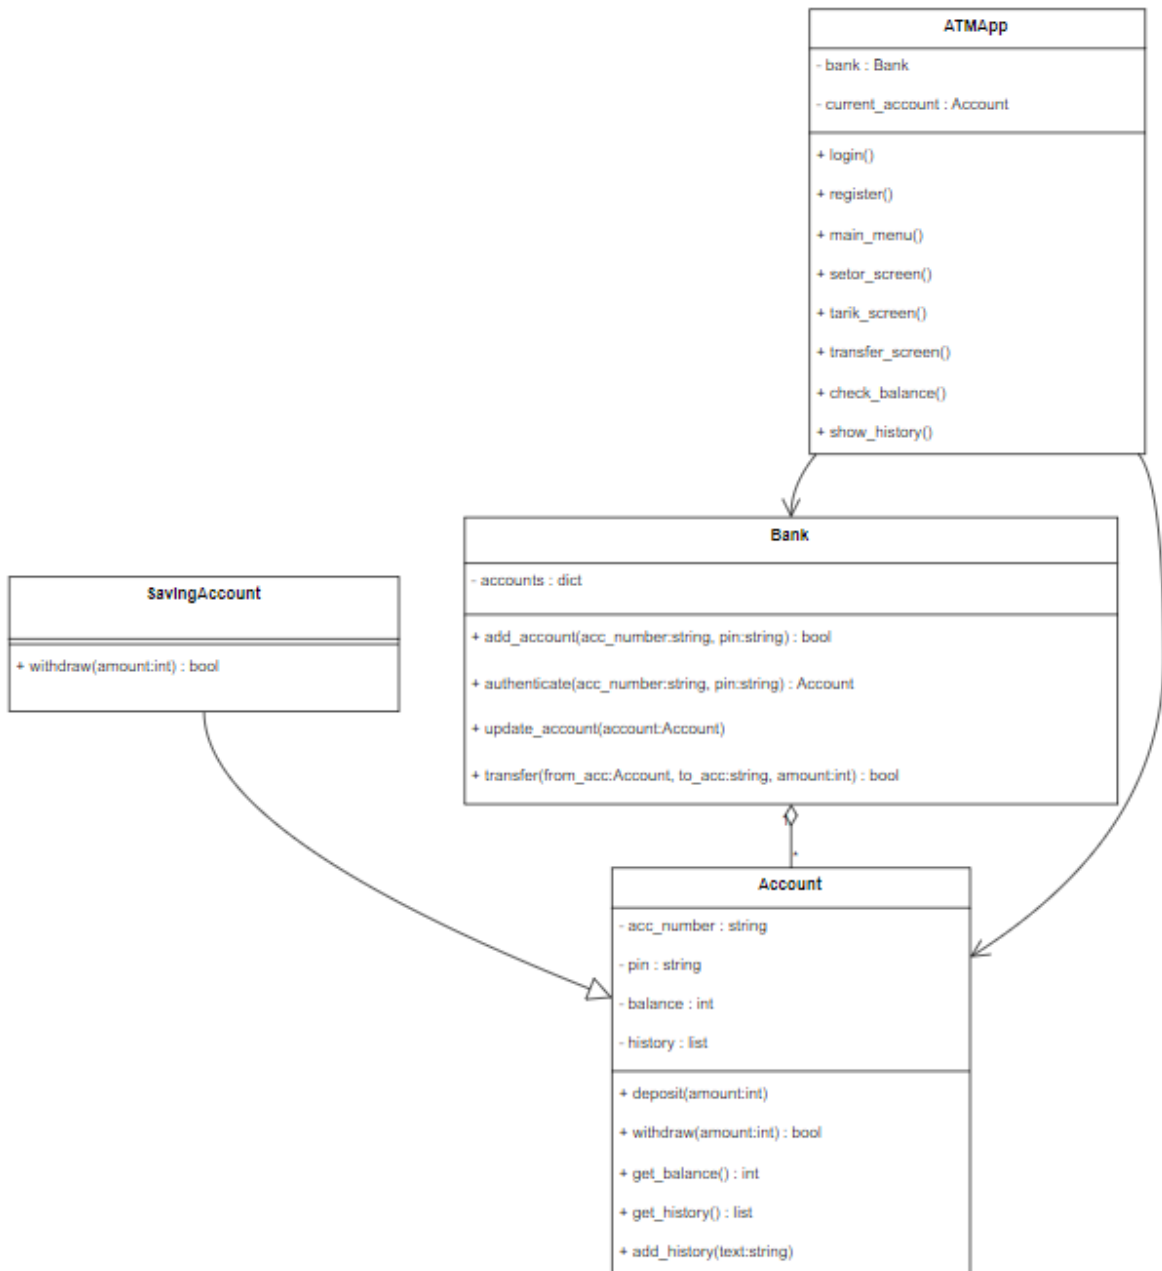 ATMApp
- bank : Bank
- current_account : Account
+ login()
+ register()
+ main_menu()
+ setor_screen()
+ tarik_screen()
+ transfer_screen()
+ check_balance()
+ show_history()
Bank
- accounts : dict
+ add_account(acc_number:string, pin:string) : bool
+ authenticate(acc_number:string, pin:string) : Account
+ update_account(account:Account)
+ transfer(from_acc:Account, to_acc:string, amount:int) : bool
SavingAccount
+ withdraw(amount:int) : bool
1
*
Account
- acc_number : string
- pin : string
- balance : int
- history : list
+ deposit(amount:int)
+ withdraw(amount:int) : bool
+ get_balance() : int
+ get_history() : list
+ add_history(text:string)